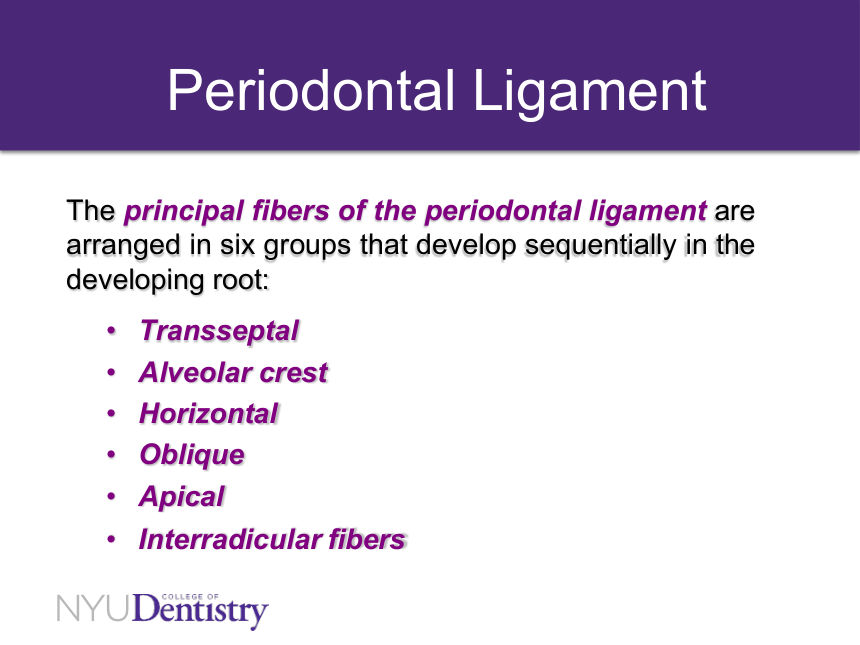 Periodontal Ligament
The principal fibers of the periodontal ligament are
arranged in six groups that develop sequentially in the
developing root:
• Transseptal
• Alveolar crest
• Horizontal
• Oblique
• Apical
• Interradicular fibers
COLLEGE OF
NYU Dentistry